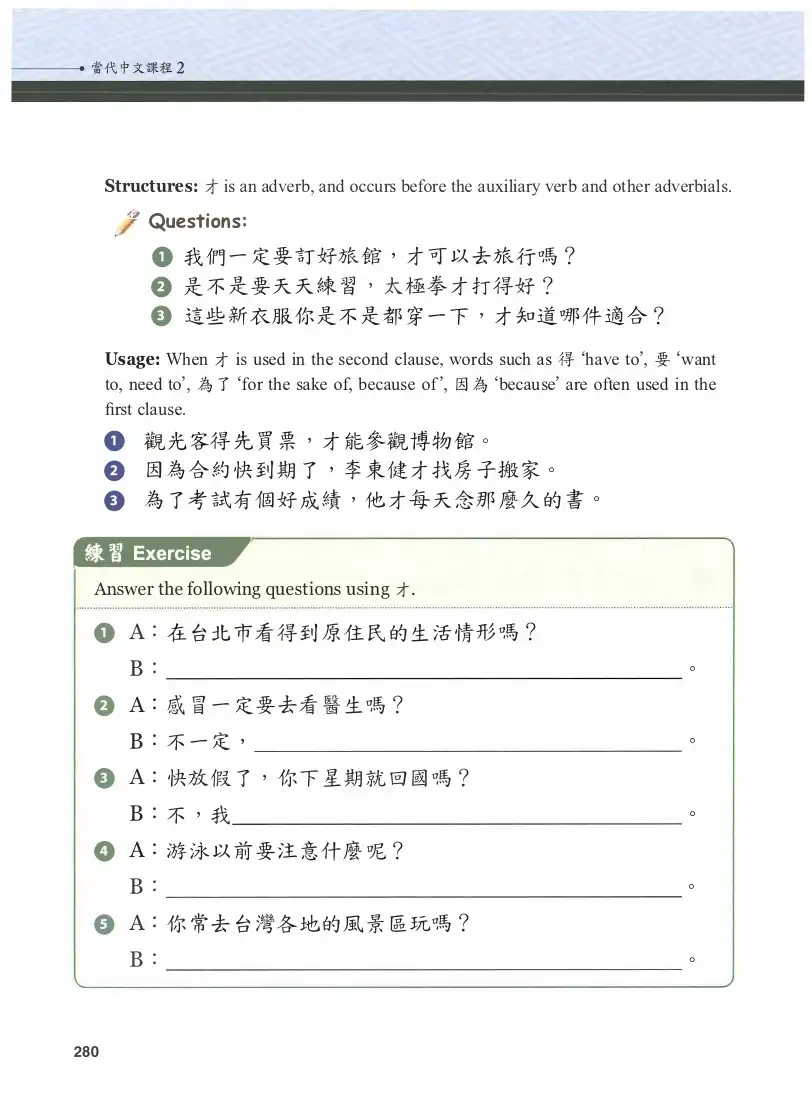 當代中文課程 2
Structures: 才 is an adverb, and occurs before the auxiliary verb and other adverbials.
Questions:
1 我們一定要訂好旅館，才可以去旅行嗎？
2 是不是要天天練習，太極拳才打得好？
3 這些新衣服你是不是都穿一下，才知道哪件適合？
Usage: When 才 is used in the second clause, words such as 得 ‘have to’, 要 ‘want
to, need to’, 為了 ‘for the sake of, because of’, 因為 ‘because’ are often used in the
first clause.
1 觀光客得先買票，才能參觀博物館。
2 因為合約快到期了，李東健才找房子搬家。
3 為了考試有個好成績，他才每天念那麼久的書。
練習 Exercise
Answer the following questions using 才.
1 A：在台北市看得到原住民的生活情形嗎？
B：＿＿＿＿＿＿＿＿。
2 A：感冒一定要去看醫生嗎？
B：不一定，＿＿＿＿＿＿＿＿。
3 A：快放假了，你下星期就回國嗎？
B：不，我＿＿＿＿＿＿＿＿。
4 A：游泳以前要注意什麼呢？
B：＿＿＿＿＿＿＿＿。
5 A：你常去台灣各地的風景區玩嗎？
B：＿＿＿＿＿＿＿＿。
280